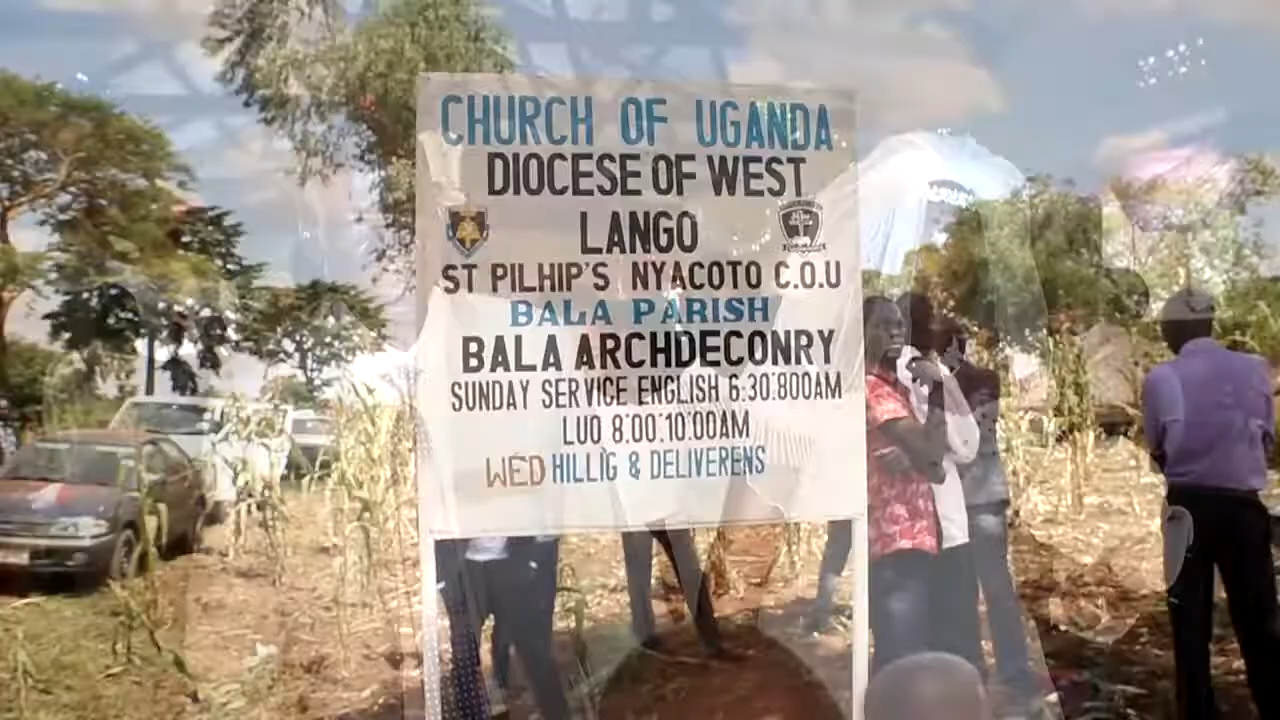 CHURCH OF UGANDA
DIOCESE OF WEST
LANGO
ST PILHIP'S NYACOTO C.O.U
BALA PARISH
BALA ARCHDECONRY
SUNDAY SERVICE ENGLISH 6:30:800AM
LUO 8:00:10:00AM
WED HILLIG & DELIVERENS